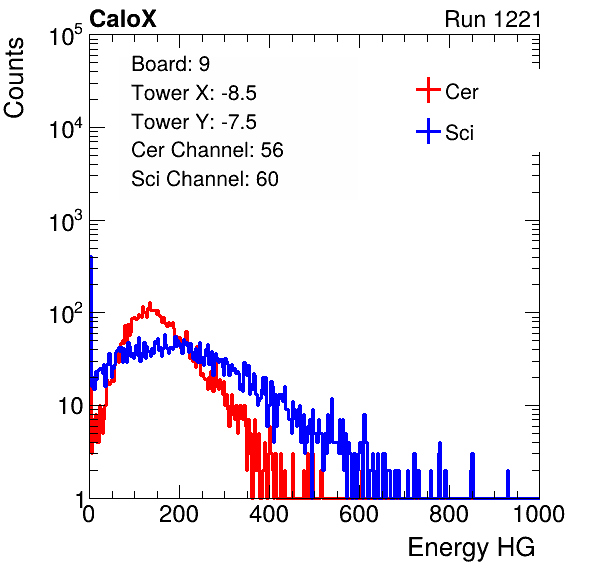 CaloX Run 1221
Counts
10^5
10^4
10^3
10^2
10
1
Board: 9
Tower X: -8.5
Tower Y: -7.5
Cer Channel: 56
Sci Channel: 60
Cer
Sci
0 200 400 600 800 1000
Energy HG